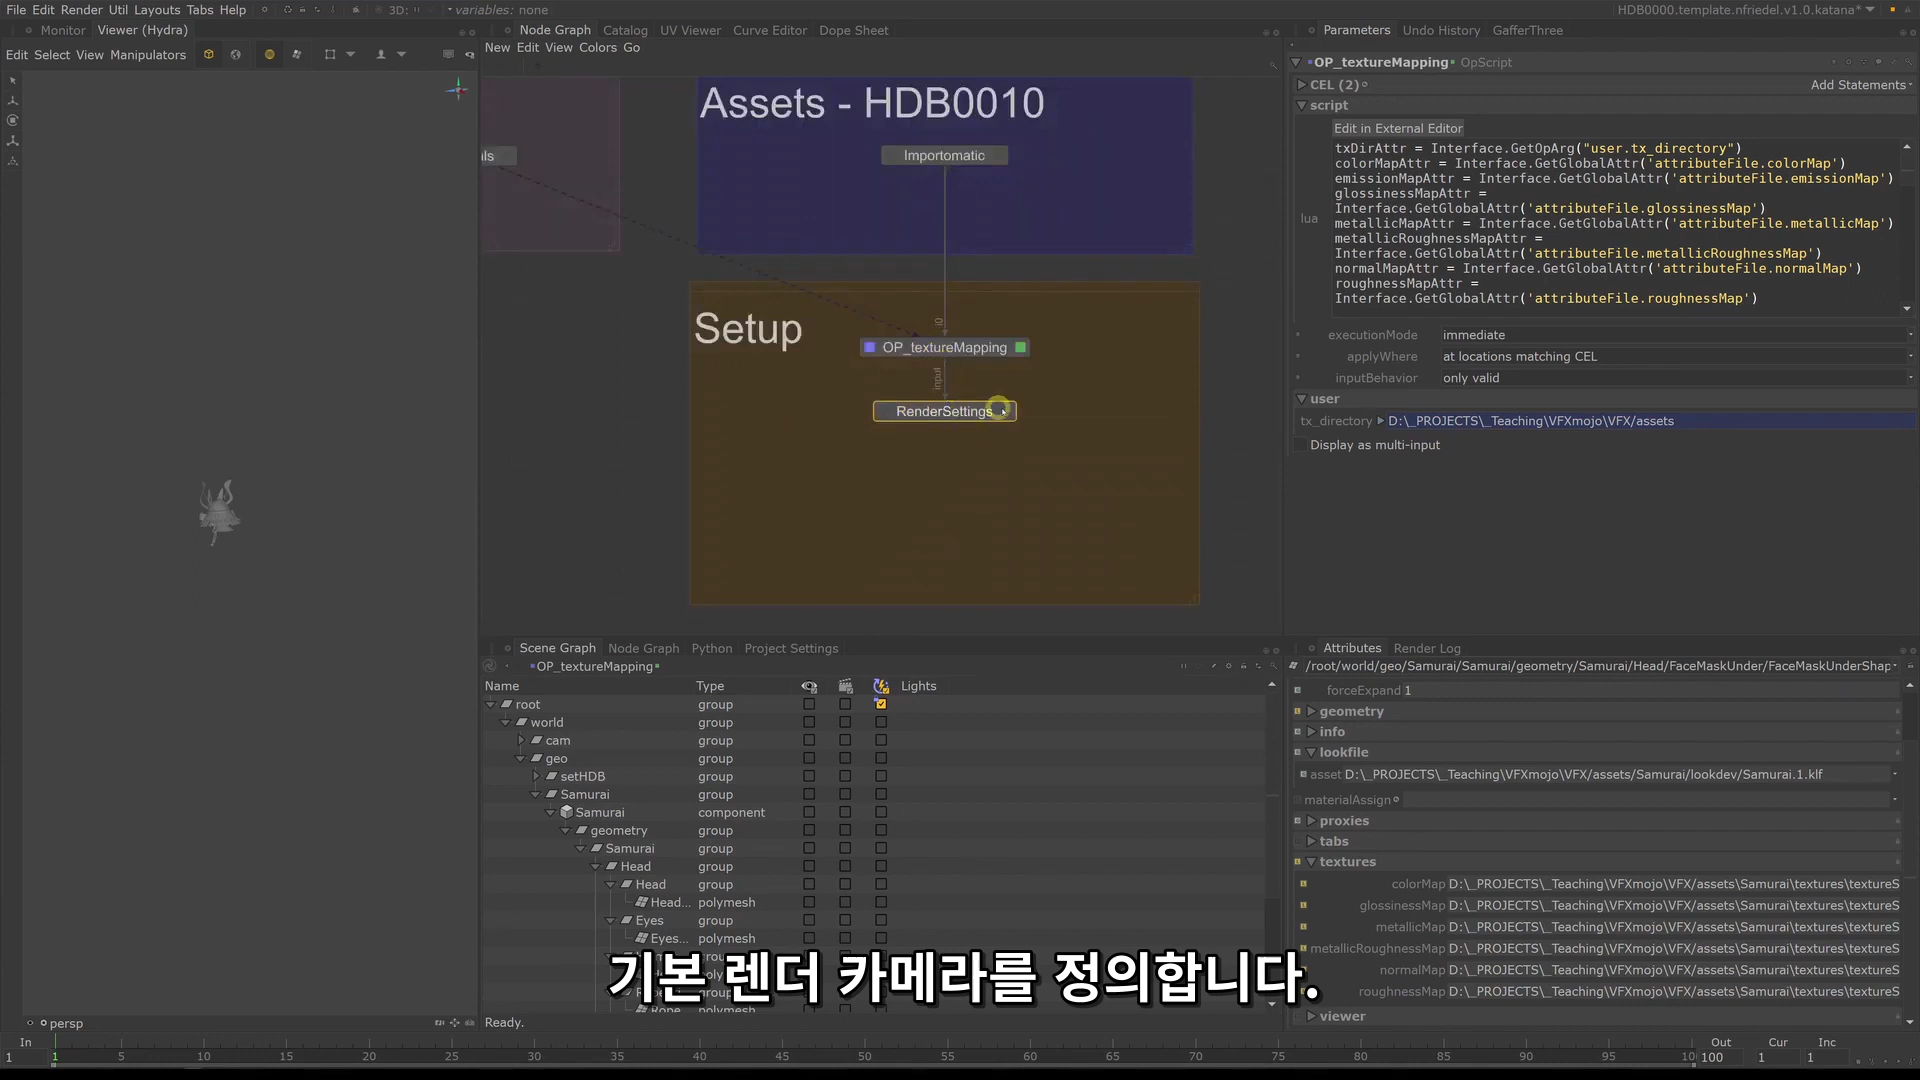 File Edit Render Util Layouts Tabs Help 3D: variables: none HDB0000.template.nfriedel.v1.0.katana*
Monitor Viewer (Hydra)
Edit Select View Manipulators
persp
Node Graph Catalog UV Viewer Curve Editor Dope Sheet
New Edit View Colors Go
Assets - HDB0010
ls
Importomatic
Setup
i0
OP_textureMapping
input
RenderSettings
Parameters Undo History GafferThree
OP_textureMapping OpScript
CEL (2) Add Statements
script
Edit in External Editor
lua
txDirAttr = Interface.GetOpArg("user.tx_directory")
colorMapAttr = Interface.GetGlobalAttr('attributeFile.colorMap')
emissionMapAttr = Interface.GetGlobalAttr('attributeFile.emissionMap')
glossinessMapAttr =
Interface.GetGlobalAttr('attributeFile.glossinessMap')
metallicMapAttr = Interface.GetGlobalAttr('attributeFile.metallicMap')
metallicRoughnessMapAttr =
Interface.GetGlobalAttr('attributeFile.metallicRoughnessMap')
normalMapAttr = Interface.GetGlobalAttr('attributeFile.normalMap')
roughnessMapAttr =
Interface.GetGlobalAttr('attributeFile.roughnessMap')
executionMode immediate
applyWhere at locations matching CEL
inputBehavior only valid
user
tx_directory D:\_PROJECTS\_Teaching\VFXmojo\VFX/assets
Display as multi-input
Scene Graph Node Graph Python Project Settings
OP_textureMapping
Name Type Lights
root group
world group
cam group
geo group
setHDB group
Samurai group
Samurai component
geometry group
Samurai group
Head group
Head group
Head... polymesh
Eyes group
Eyes... polymesh
Ready.
Attributes Render Log
/root/world/geo/Samurai/Samurai/geometry/Samurai/Head/FaceMaskUnder/FaceMaskUnderShap
forceExpand 1
geometry
info
lookfile
asset D:\_PROJECTS\_Teaching\VFXmojo\VFX/assets/Samurai/lookdev/Samurai.1.klf
materialAssign
proxies
tabs
textures
colorMap D:\_PROJECTS\_Teaching\VFXmojo\VFX/assets\Samurai\textures\textureS
glossinessMap D:\_PROJECTS\_Teaching\VFXmojo\VFX/assets\Samurai\textures\textureS
metallicMap D:\_PROJECTS\_Teaching\VFXmojo\VFX/assets\Samurai\textures\textureS
metallicRoughnessMap D:\_PROJECTS\_Teaching\VFXmojo\VFX/assets\Samurai\textures\textureS
normalMap D:\_PROJECTS\_Teaching\VFXmojo\VFX/assets\Samurai\textures\textureS
roughnessMap D:\_PROJECTS\_Teaching\VFXmojo\VFX/assets\Samurai\textures\textureS
viewer
기본 렌더 카메라를 정의합니다.
In Out Cur Inc
1 1 5 10 15 20 25 30 35 40 45 50 55 60 65 70 75 80 85 90 95 100 1 1